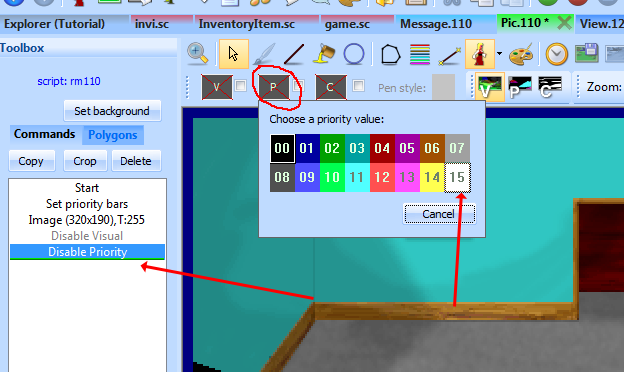 Explorer (Tutorial) invi.sc InventoryItem.sc game.sc Message.110 Pic.110 * View.12
Toolbox
script: rm110
Set background
Commands Polygons
Copy Crop Delete
Start
Set priority bars
Image (320x190),T:255
Disable Visual
Disable Priority
V P C Pen style: V P C Zoom:
Choose a priority value:
00 01 02 03 04 05 06 07
08 09 10 11 12 13 14 15
Cancel